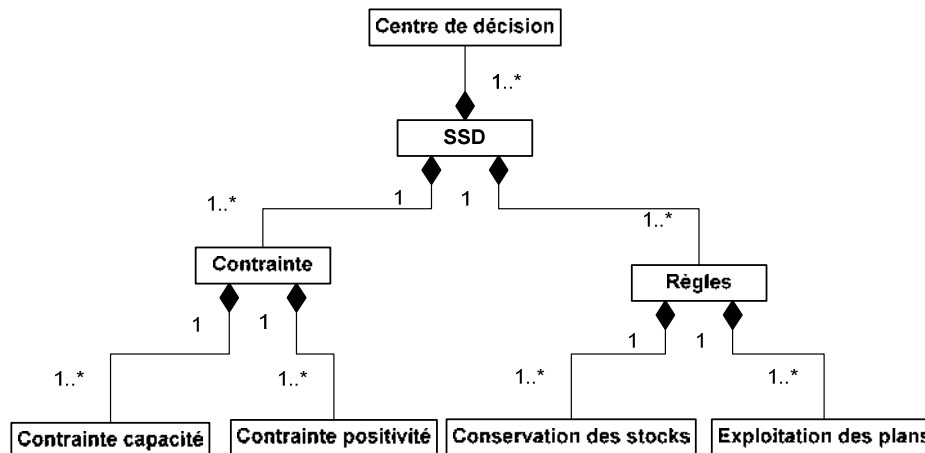 Centre de décision
1..*
SSD
1
1
1..*
1..*
Contrainte
Règles
1
1
1
1
1..*
1..*
1..*
1..*
Contrainte capacité
Contrainte positivité
Conservation des stocks
Exploitation des plans